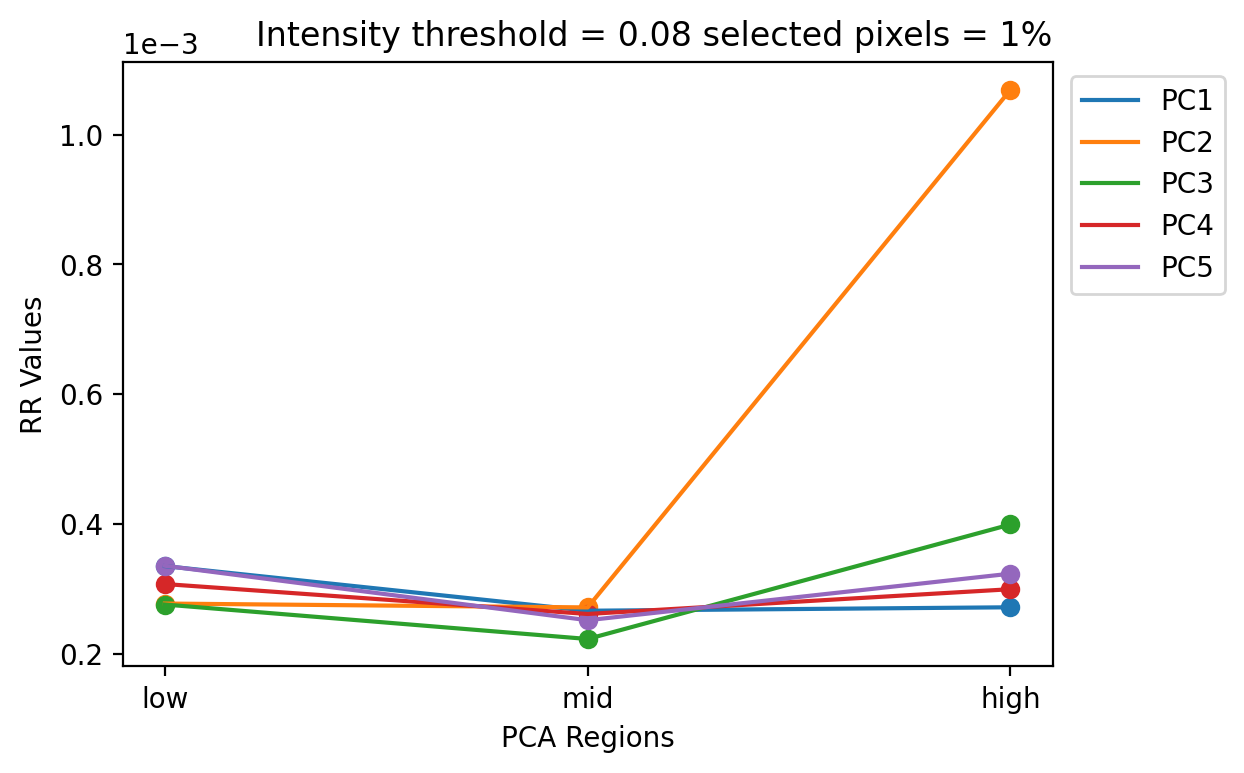 Intensity threshold = 0.08 selected pixels = 1%
1e−3
1.0
0.8
0.6
0.4
0.2
RR Values
low mid high
PCA Regions
PC1
PC2
PC3
PC4
PC5